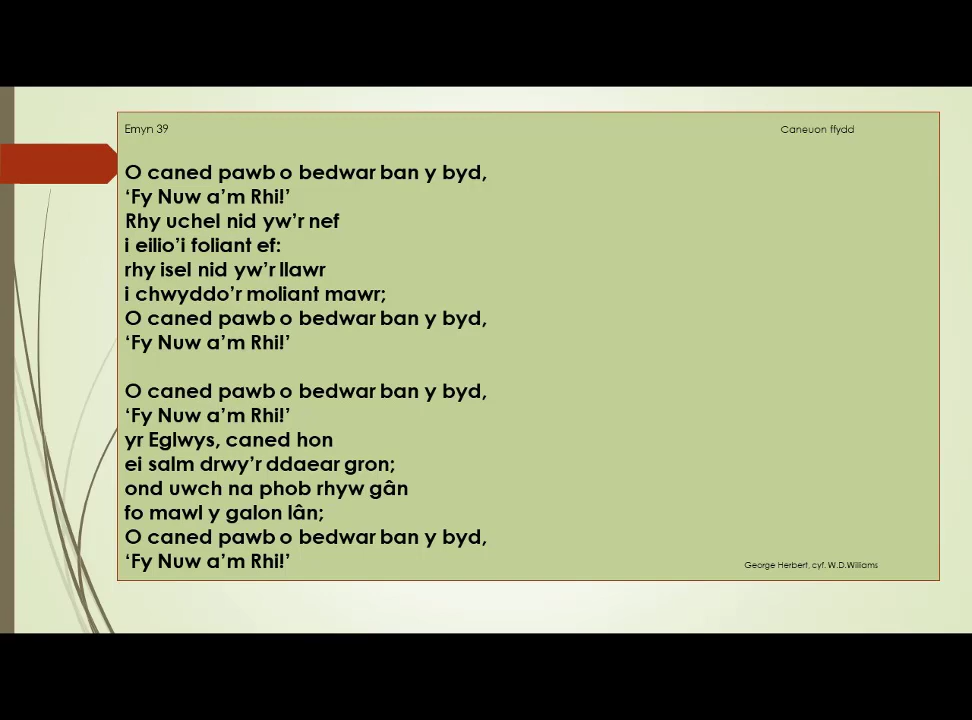 Emyn 39 Caneuon ffydd
O caned pawb o bedwar ban y byd,
‘Fy Nuw a’m Rhi!’
Rhy uchel nid yw’r nef
i eilio’i foliant ef:
rhy isel nid yw’r llawr
i chwyddo’r moliant mawr;
O caned pawb o bedwar ban y byd,
‘Fy Nuw a’m Rhi!’
O caned pawb o bedwar ban y byd,
‘Fy Nuw a’m Rhi!’
yr Eglwys, caned hon
ei salm drwy’r ddaear gron;
ond uwch na phob rhyw gân
fo mawl y galon lân;
O caned pawb o bedwar ban y byd,
‘Fy Nuw a’m Rhi!’
George Herbert, cyf. W.D.Williams